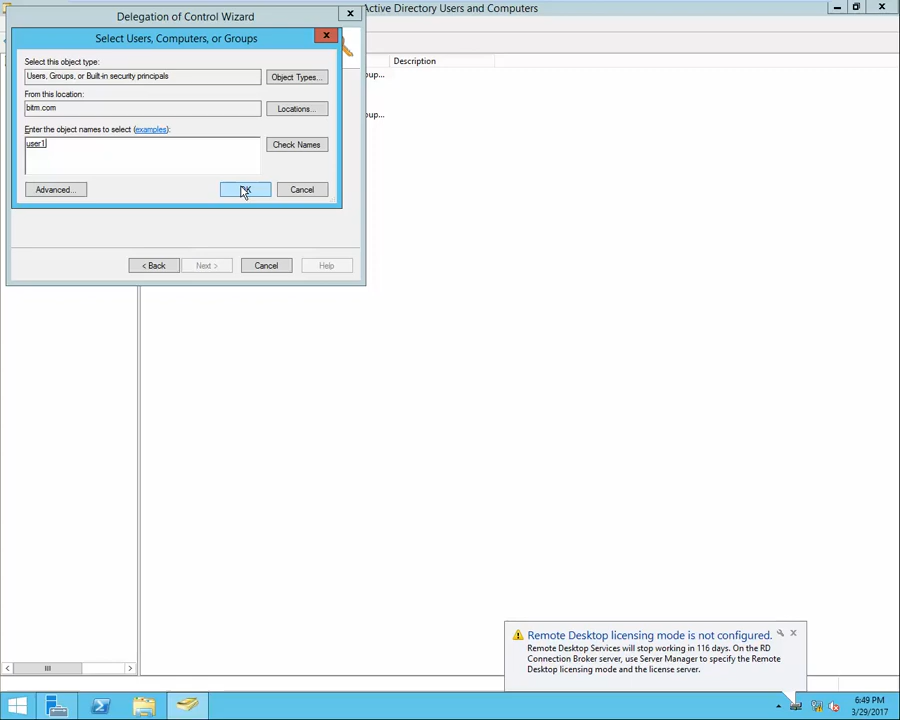 Delegation of Control Wizard
x
Active Directory Users and Computers
Select Users, Computers, or Groups
x
Description
Select this object type:
Users, Groups, or Built-in security principals
Object Types...
oup...
From this location:
bitm.com
Locations...
oup...
Enter the object names to select (examples):
user1
Check Names
Advanced...
Cancel
< Back
Next >
Cancel
Help
Remote Desktop licensing mode is not configured.
Remote Desktop Services will stop working in 116 days. On the RD
Connection Broker server, use Server Manager to specify the Remote
Desktop licensing mode and the license server.
6:49 PM
3/29/2017